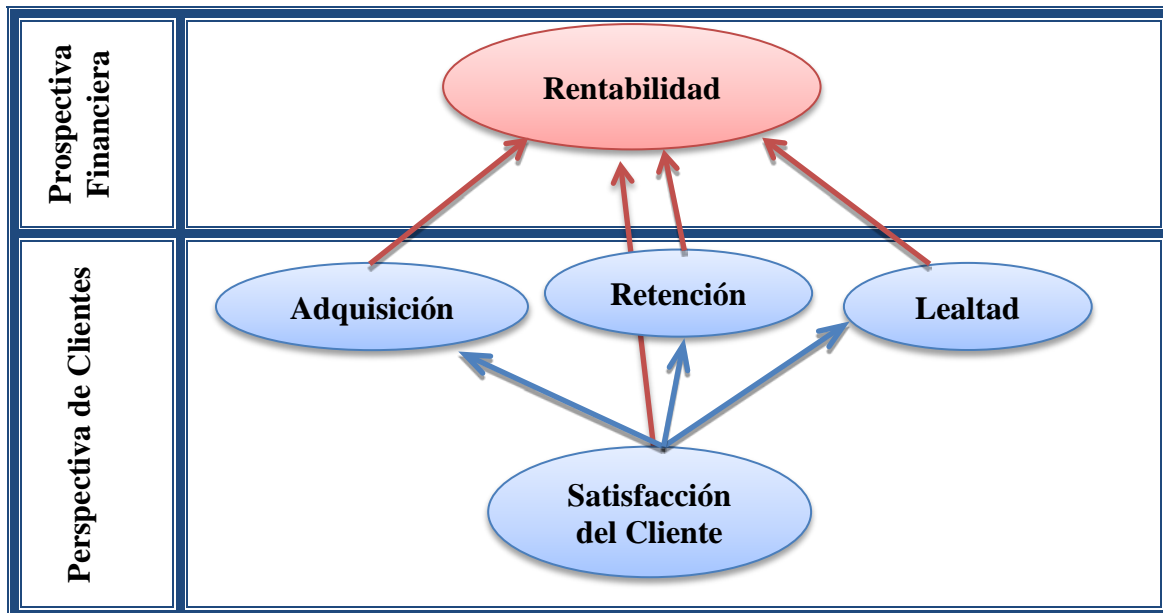 Prospectiva
Financiera
Rentabilidad
Perspectiva de Clientes
Adquisición
Retención
Lealtad
Satisfacción
del Cliente